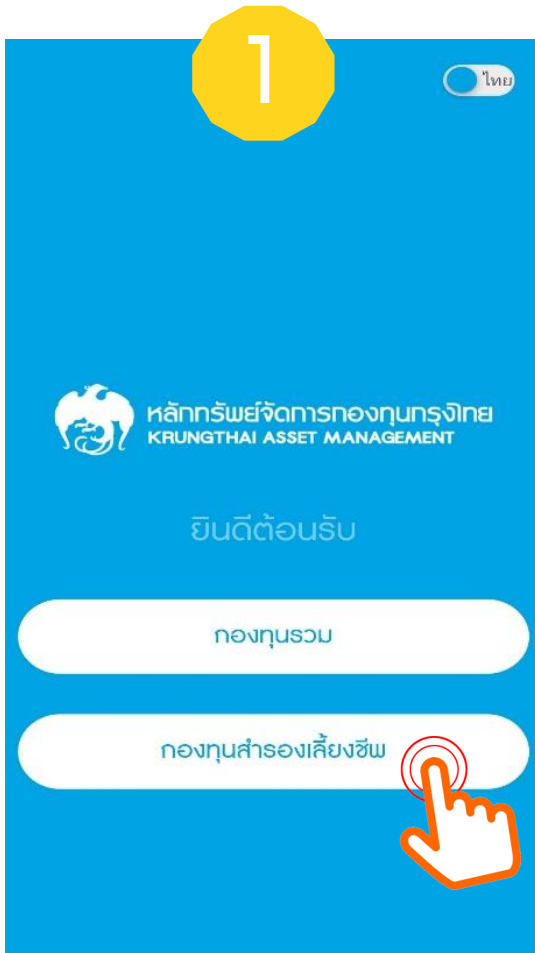 1
ไทย
หลักทรัพย์จัดการกองทุนกรุงไทย
KRUNGTHAI ASSET MANAGEMENT
ยินดีต้อนรับ
กองทุนรวม
กองทุนสำรองเลี้ยงชีพ